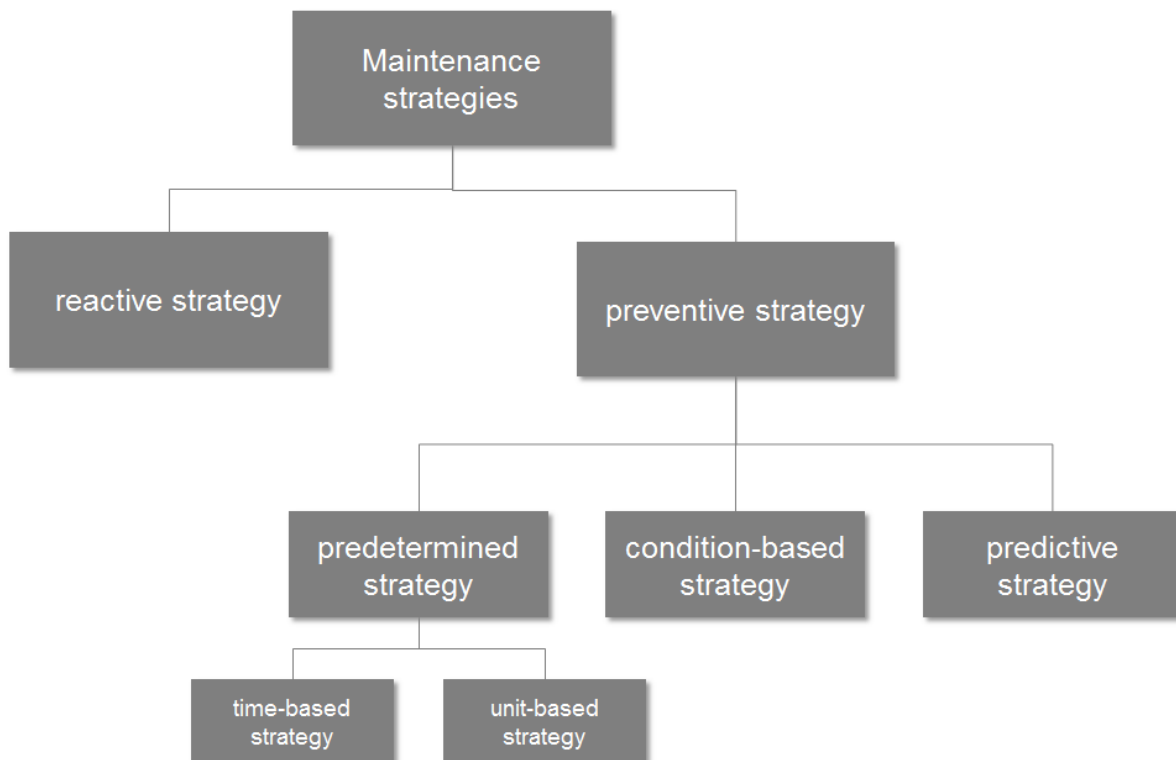 Maintenance
strategies
reactive strategy
preventive strategy
predetermined
strategy
condition-based
strategy
predictive
strategy
time-based
strategy
unit-based
strategy